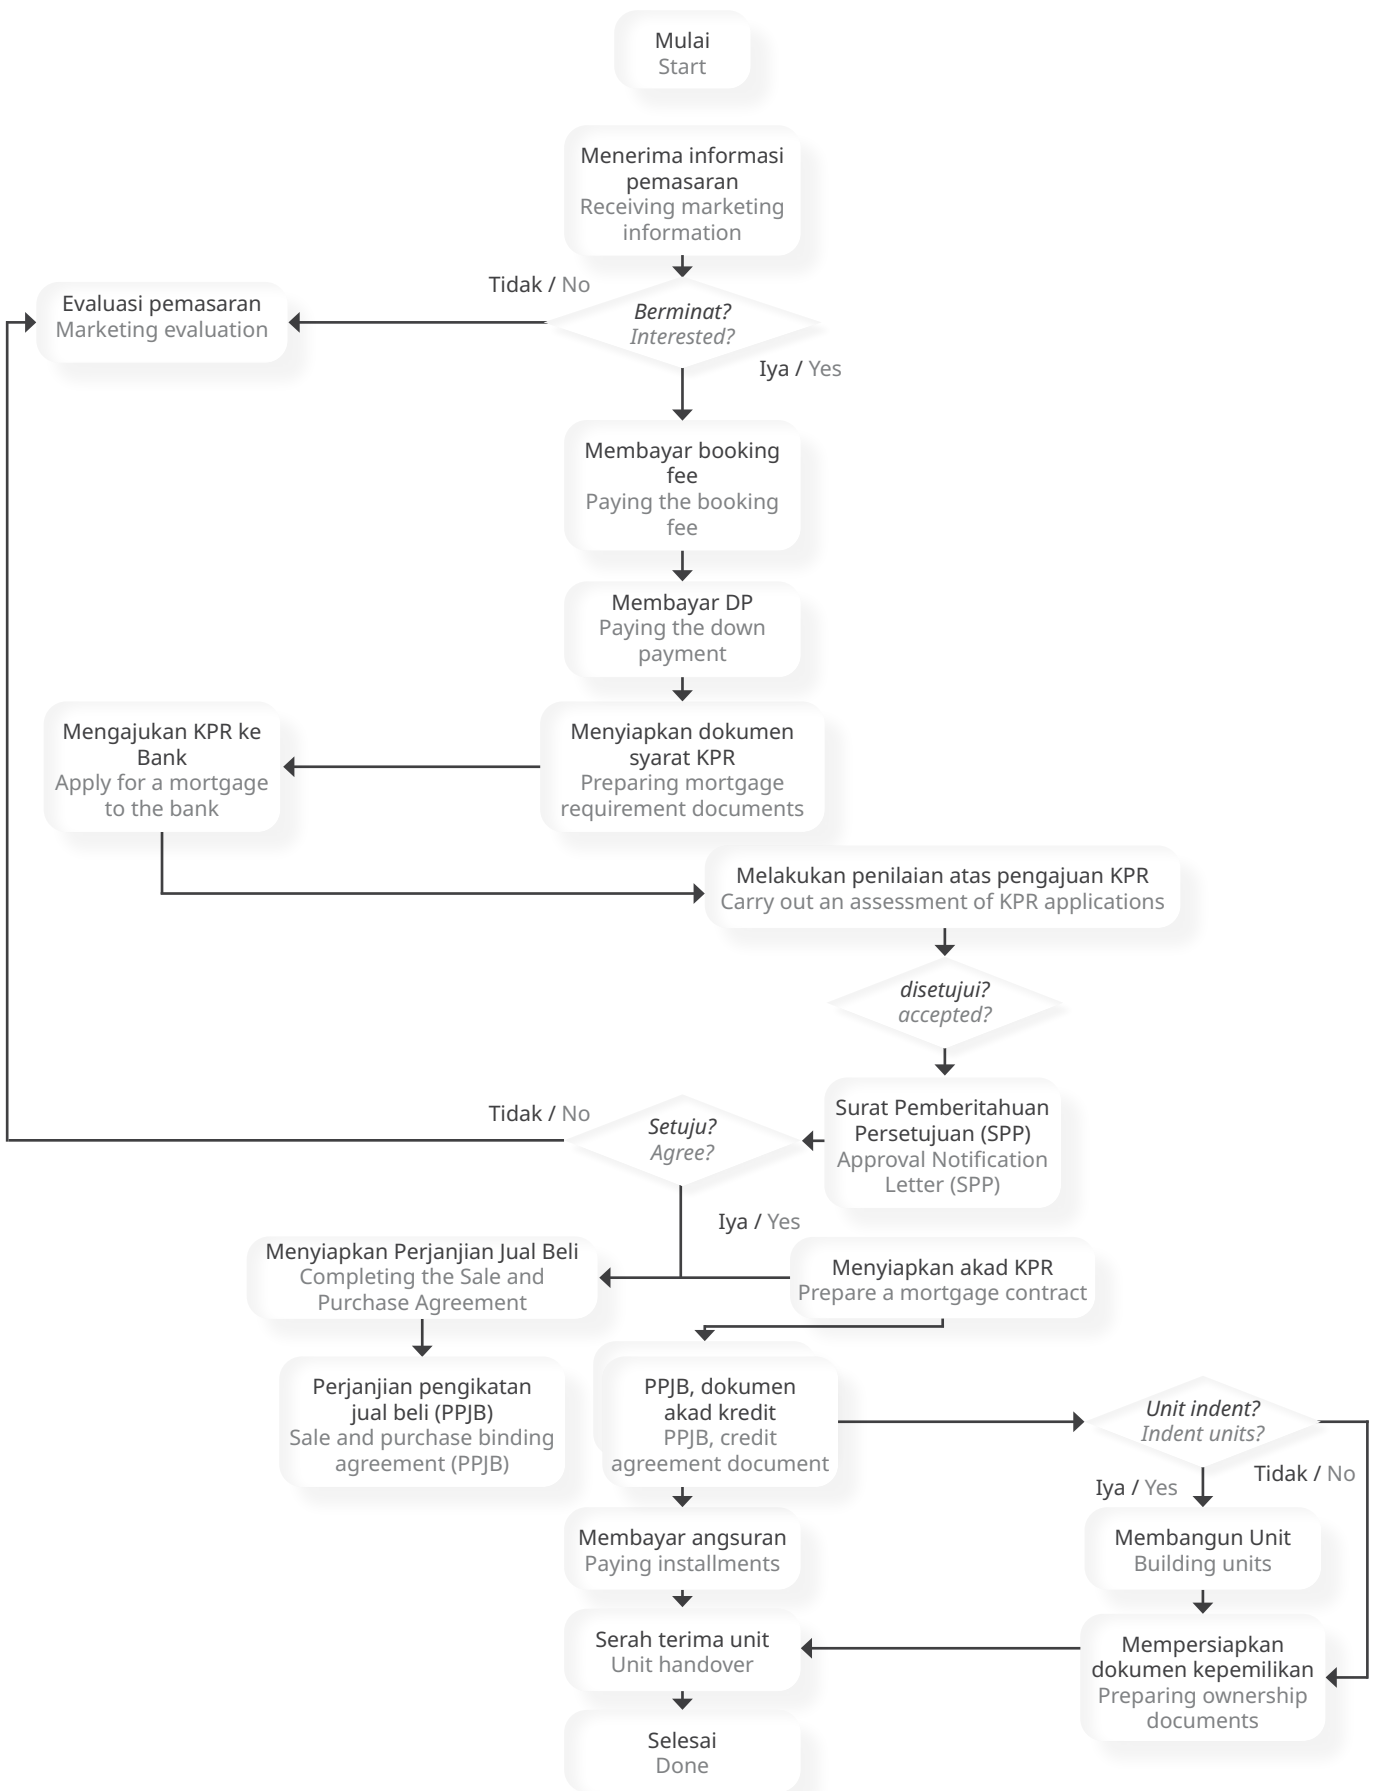 Mulai
Start
Menerima informasi
pemasaran
Receiving marketing
information
Tidak / No
Evaluasi pemasaran
Marketing evaluation
Berminat?
Interested?
Iya / Yes
Membayar booking
fee
Paying the booking
fee
Membayar DP
Paying the down
payment
Mengajukan KPR ke
Bank
Apply for a mortgage
to the bank
Menyiapkan dokumen
syarat KPR
Preparing mortgage
requirement documents
Melakukan penilaian atas pengajuan KPR
Carry out an assessment of KPR applications
disetujui?
accepted?
Surat Pemberitahuan
Persetujuan (SPP)
Approval Notification
Letter (SPP)
Tidak / No
Setuju?
Agree?
Iya / Yes
Menyiapkan Perjanjian Jual Beli
Completing the Sale and
Purchase Agreement
Menyiapkan akad KPR
Prepare a mortgage contract
Perjanjian pengikatan
jual beli (PPJB)
Sale and purchase binding
agreement (PPJB)
PPJB, dokumen
akad kredit
PPJB, credit
agreement document
Unit indent?
Indent units?
Tidak / No
Iya / Yes
Membayar angsuran
Paying installments
Membangun Unit
Building units
Serah terima unit
Unit handover
Mempersiapkan
dokumen kepemilikan
Preparing ownership
documents
Selesai
Done